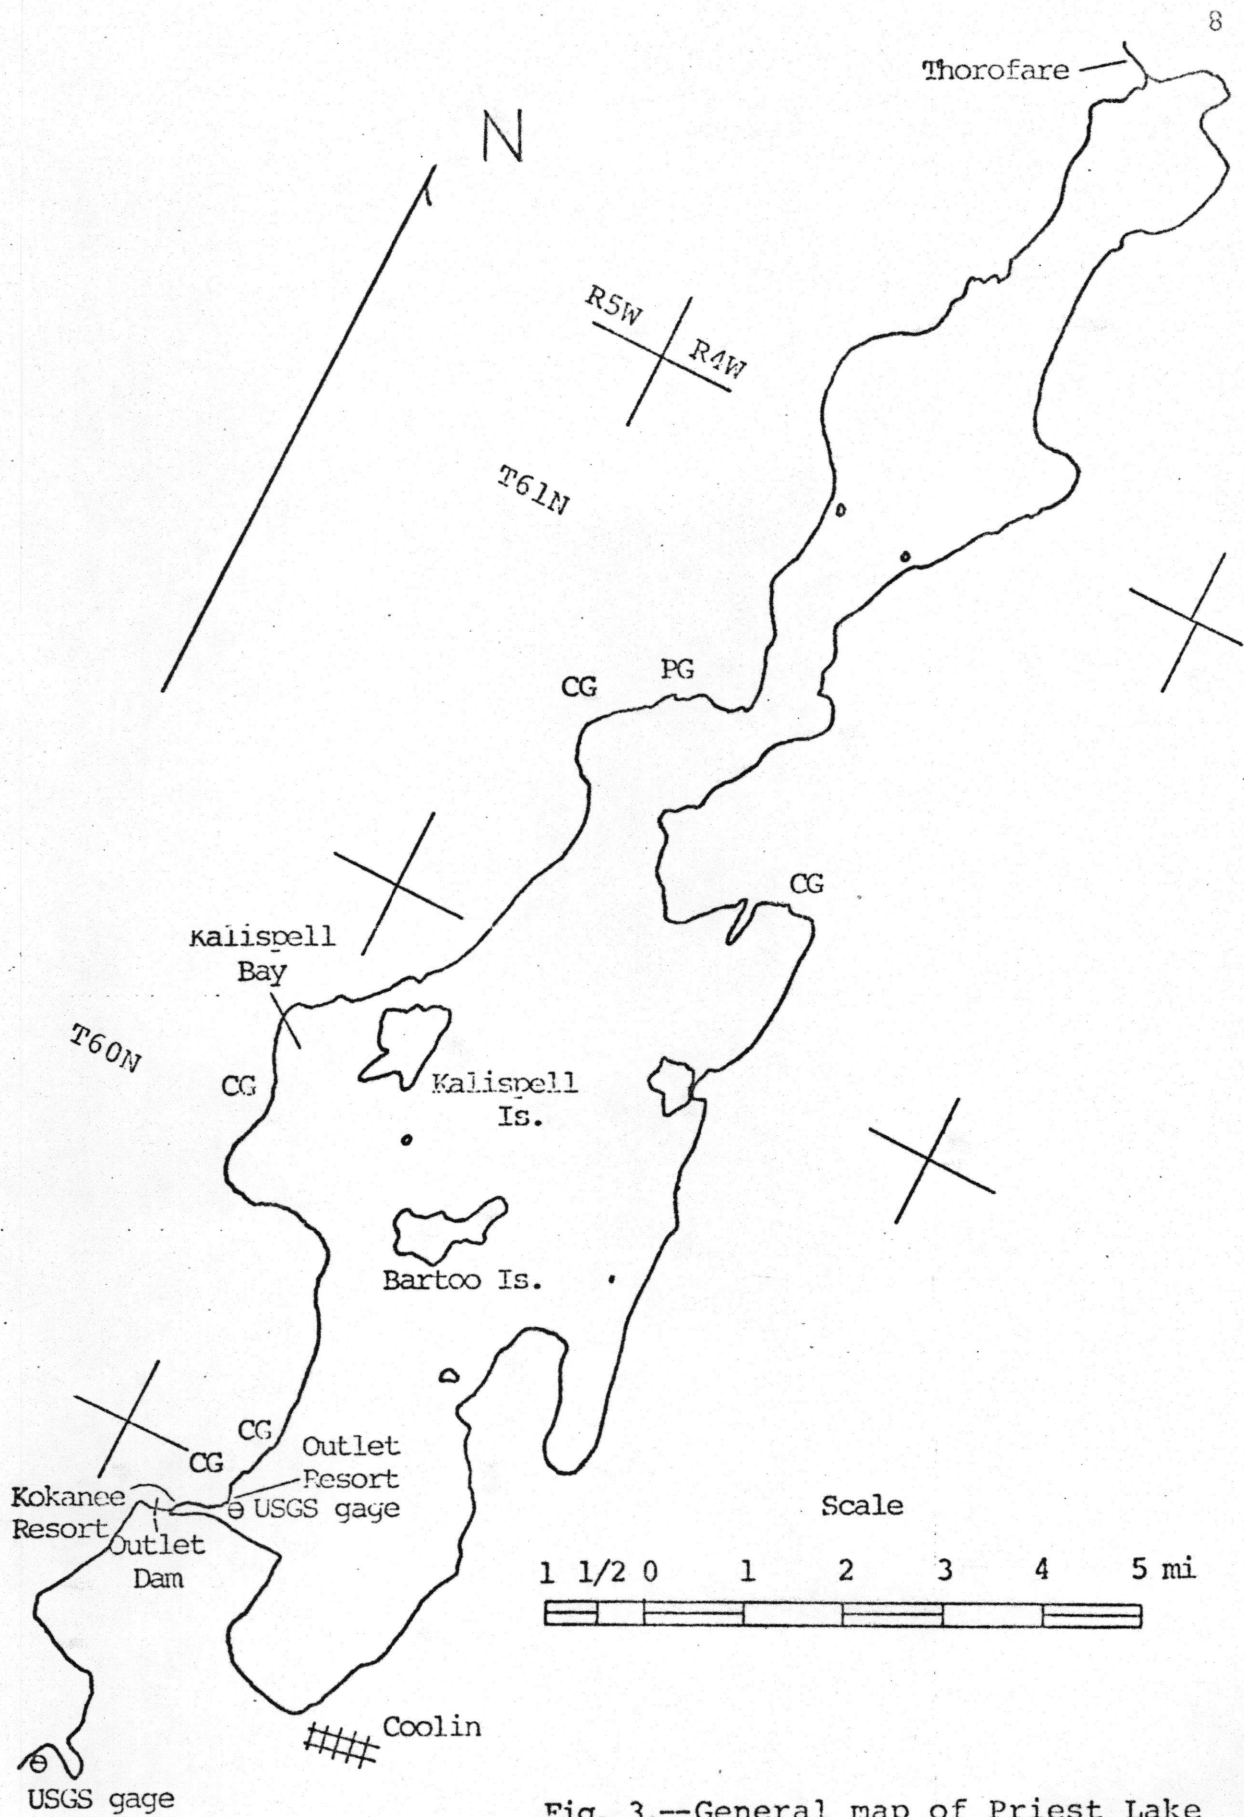 8
Thorofare
N
R5W
R4W
T61N
CG
PG
CG
Kalispell
Bay
T60N
CG
Kalispell
Is.
Bartoo Is.
CG
CG
Outlet
Resort
Kokanee
Resort
USGS gage
Outlet
Dam
Scale
1 1/2 0 1 2 3 4 5 mi
Coolin
USGS gage
Fig. 3.--General map of Priest Lake